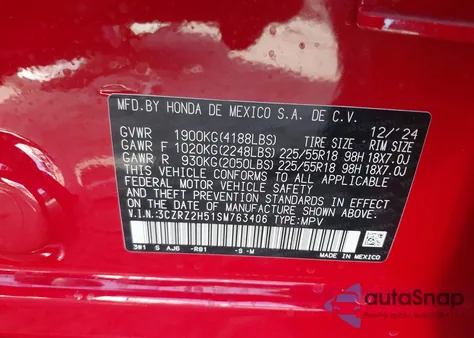 MFD.BY HONDA DE MEXICO S.A. DE C.V.
12/'24
GVWR 1900KG(4188LBS) TIRE SIZE RIM SIZE
GAWR F 1020KG(2248LBS) 225/55R18 98H 18X7.0J
GAWR R 930KG(2050LBS) 225/55R18 98H 18X7.0J
THIS VEHICLE CONFORMS TO ALL APPLICABLE
FEDERAL MOTOR VEHICLE SAFETY
AND THEFT PREVENTION STANDARDS IN EFFECT ON THE
DATE OF MANUFACTURE SHOWN ABOVE.
V.I.N:3CZRZ2H51SM763406 TYPE:MPV
S AJ6 -R91 -S -M MADE IN MEXICO
autoSnap